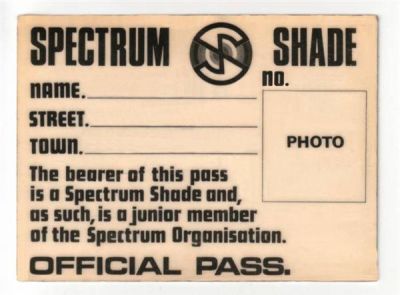 SPECTRUM SHADE
no.
name.
STREET.
TOWN.
PHOTO
The bearer of this pass
is a Spectrum Shade and,
as such, is a junior member
of the Spectrum Organisation.
OFFICIAL PASS.